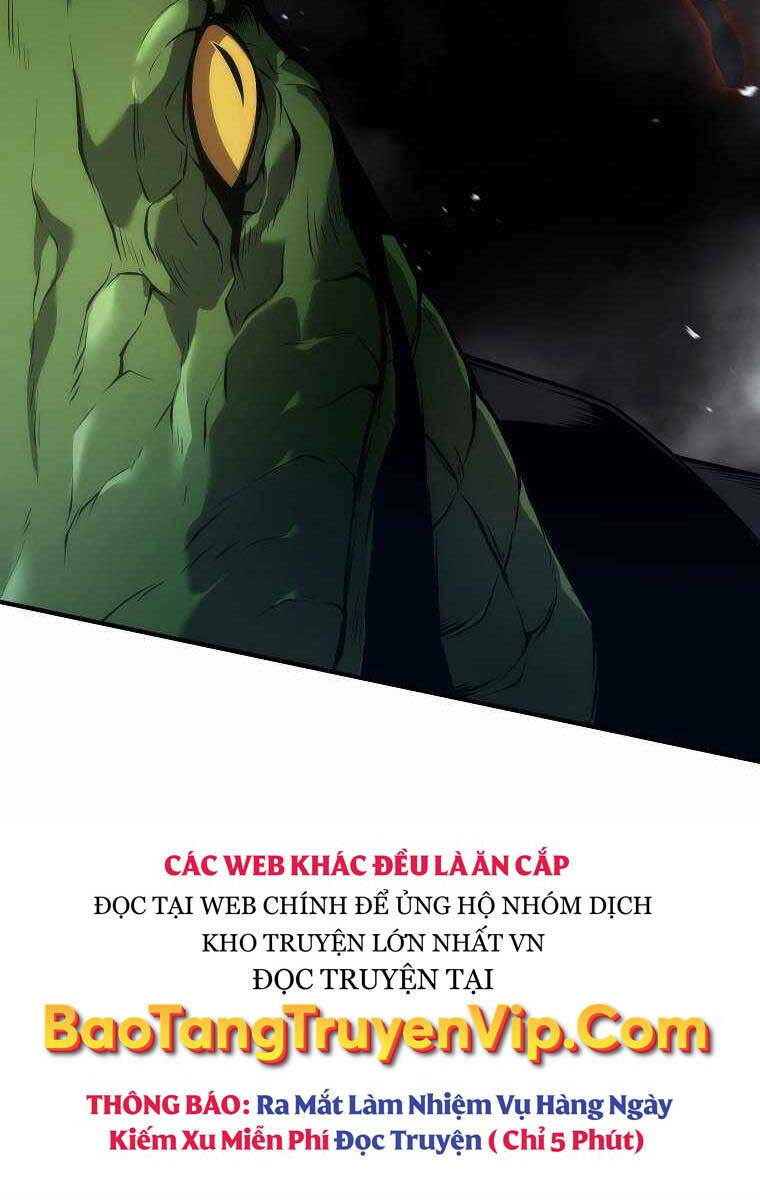 CÁC WEB KHÁC ĐỀU LÀ ĂN CẮP
ĐỌC TẠI WEB CHÍNH ĐỂ ỦNG HỘ NHÓM DỊCH
KHO TRUYỆN LỚN NHẤT VN
ĐỌC TRUYỆN TẠI
BaoTangTruyenVip.Com
THÔNG BÁO: Ra Mắt Làm Nhiệm Vụ Hàng Ngày
Kiếm Xu Miễn Phí Đọc Truyện ( Chỉ 5 Phút)